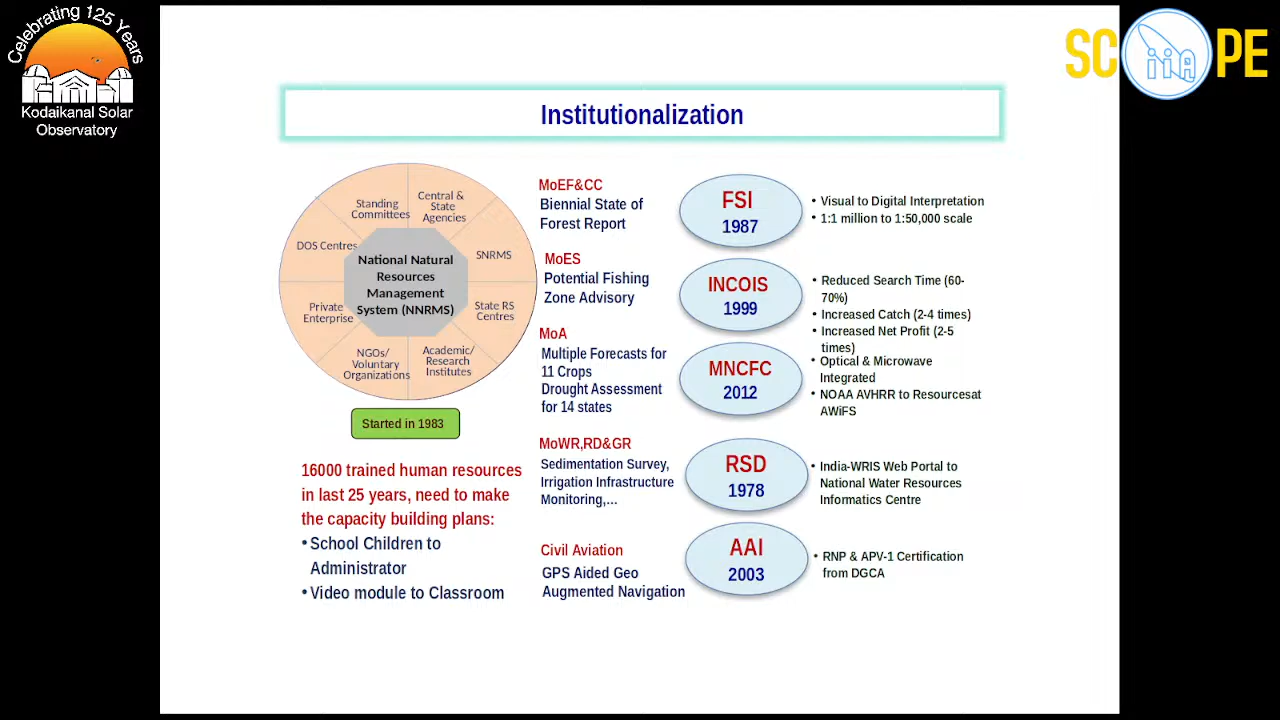 Celebrating 125 Years
Kodaikanal Solar
Observatory
SC iiA PE
Institutionalization
Standing
Committees
Central &
State
Agencies
DOS Centres
SNRMS
National Natural
Resources
Management
System (NNRMS)
Private
Enterprise
State RS
Centres
NGOs/
Voluntary
Organizations
Academic/
Research
Institutes
Started in 1983
16000 trained human resources
in last 25 years, need to make
the capacity building plans:
• School Children to
Administrator
• Video module to Classroom
MoEF&CC
Biennial State of
Forest Report
FSI
1987
• Visual to Digital Interpretation
• 1:1 million to 1:50,000 scale
MoES
Potential Fishing
Zone Advisory
INCOIS
1999
• Reduced Search Time (60-
70%)
• Increased Catch (2-4 times)
• Increased Net Profit (2-5
times)
MoA
Multiple Forecasts for
11 Crops
Drought Assessment
for 14 states
MNCFC
2012
• Optical & Microwave
Integrated
• NOAA AVHRR to Resourcesat
AWiFS
MoWR,RD&GR
Sedimentation Survey,
Irrigation Infrastructure
Monitoring,...
RSD
1978
• India-WRIS Web Portal to
National Water Resources
Informatics Centre
Civil Aviation
GPS Aided Geo
Augmented Navigation
AAI
2003
• RNP & APV-1 Certification
from DGCA